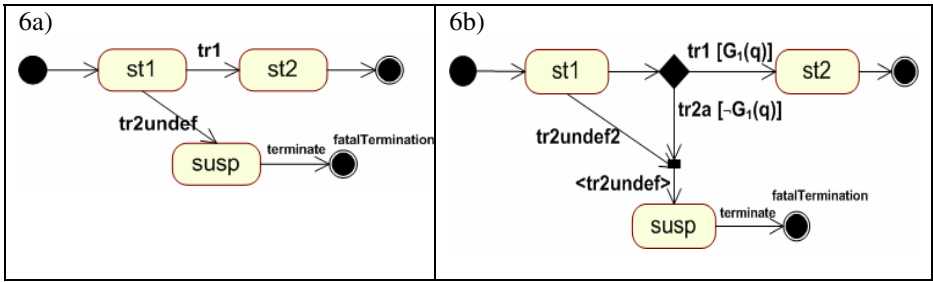 6a)
tr1
st1
st2
tr2undef
fatalTermination
terminate
susp
6b)
tr1 [G₁(q)]
st1
st2
tr2a [¬G₁(q)]
tr2undef2
<tr2undef>
fatalTermination
terminate
susp